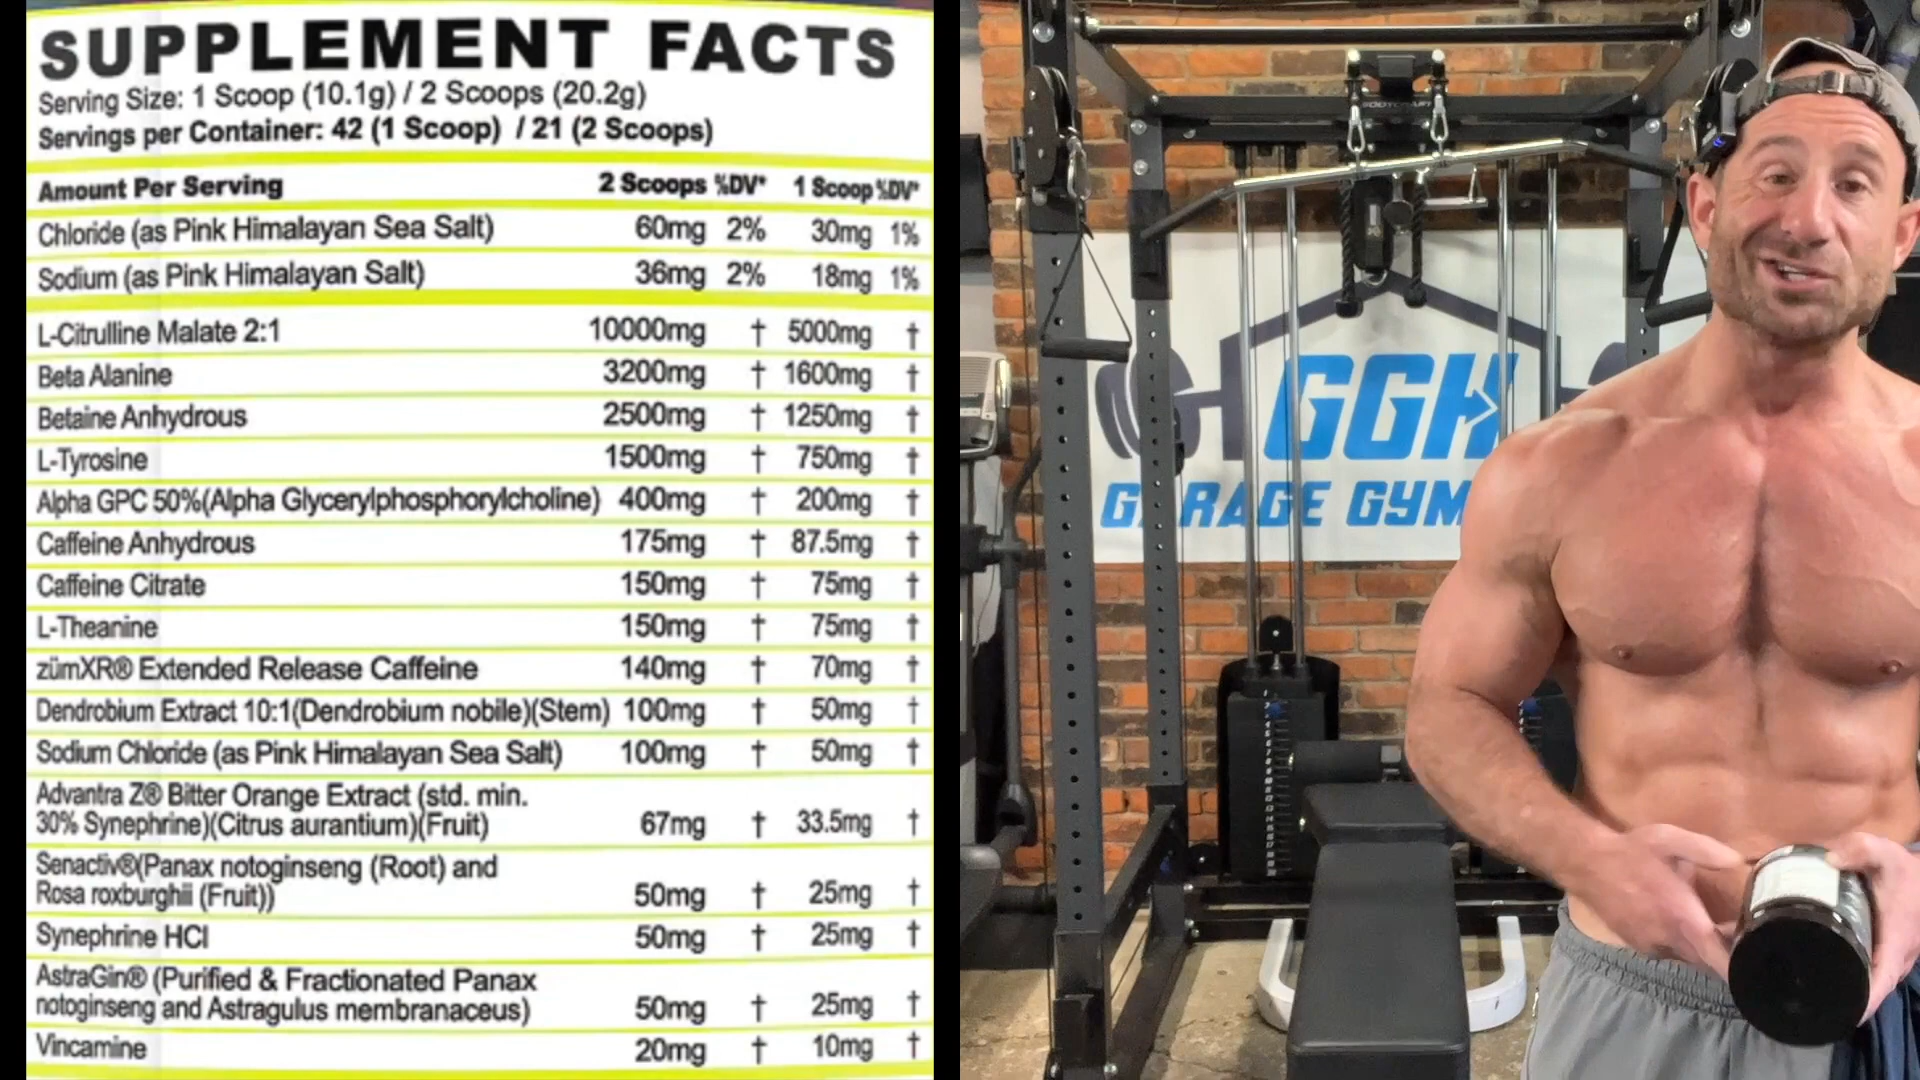 SUPPLEMENT FACTS
Serving Size: 1 Scoop (10.1g) / 2 Scoops (20.2g)
Servings per Container: 42 (1 Scoop) / 21 (2 Scoops)
Amount Per Serving 2 Scoops %DV* 1 Scoop %DV*
Chloride (as Pink Himalayan Sea Salt) 60mg 2% 30mg 1%
Sodium (as Pink Himalayan Salt) 36mg 2% 18mg 1%
L-Citrulline Malate 2:1 10000mg † 5000mg †
Beta Alanine 3200mg † 1600mg †
Betaine Anhydrous 2500mg † 1250mg †
L-Tyrosine 1500mg † 750mg †
Alpha GPC 50%(Alpha Glycerylphosphorylcholine) 400mg † 200mg †
Caffeine Anhydrous 175mg † 87.5mg †
Caffeine Citrate 150mg † 75mg †
L-Theanine 150mg † 75mg †
zümXR® Extended Release Caffeine 140mg † 70mg †
Dendrobium Extract 10:1(Dendrobium nobile)(Stem) 100mg † 50mg †
Sodium Chloride (as Pink Himalayan Sea Salt) 100mg † 50mg †
Advantra Z® Bitter Orange Extract (std. min.
30% Synephrine)(Citrus aurantium)(Fruit) 67mg † 33.5mg †
Senactiv®(Panax notoginseng (Root) and
Rosa roxburghii (Fruit)) 50mg † 25mg †
Synephrine HCl 50mg † 25mg †
AstraGin® (Purified & Fractionated Panax
notoginseng and Astragulus membranaceus) 50mg † 25mg †
Vincamine 20mg † 10mg †
GGH
GARAGE GYM